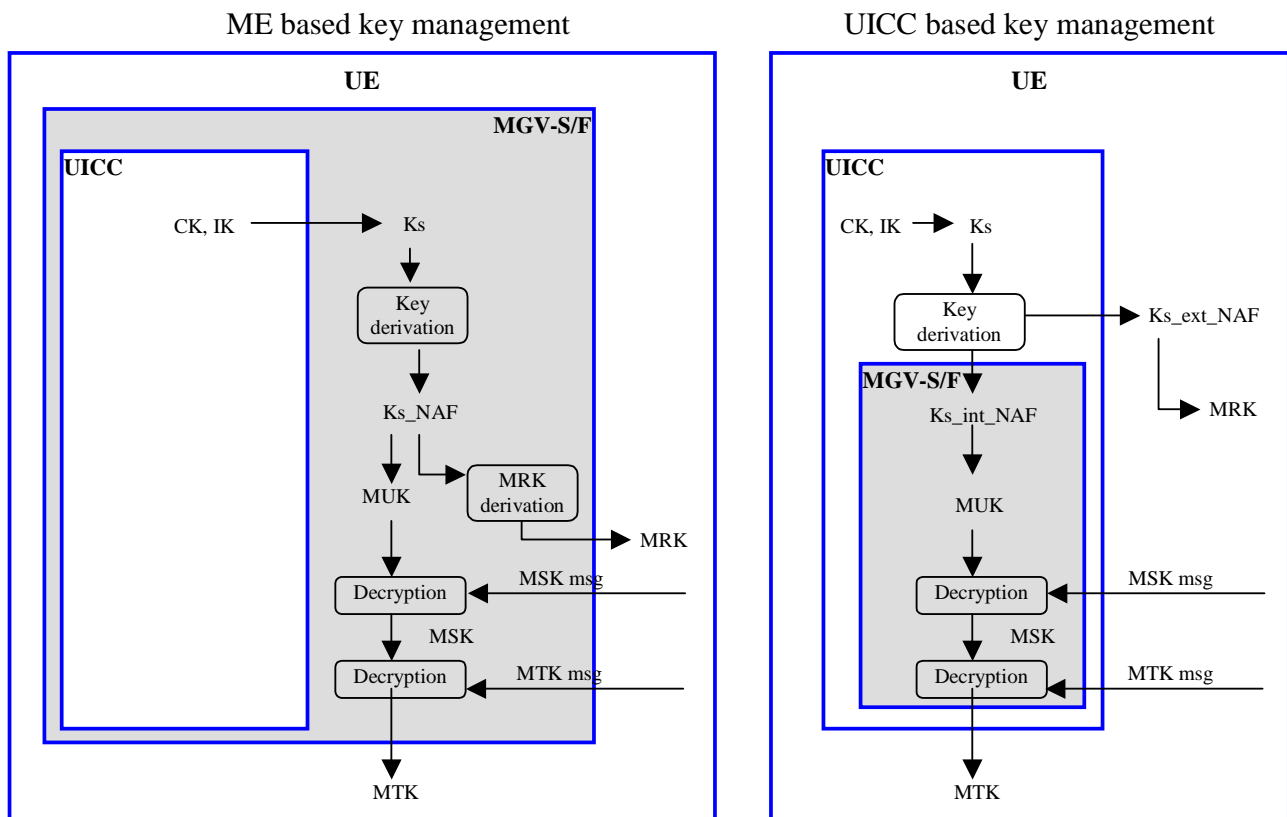 ME based key management
UE
MGV-S/F
UICC
CK, IK
Ks
Key
derivation
Ks_NAF
MUK
MRK
derivation
MRK
Decryption
MSK msg
MSK
Decryption
MTK msg
MTK
UICC based key management
UE
UICC
CK, IK
Ks
Key
derivation
Ks_ext_NAF
MGV-S/F
Ks_int_NAF
MRK
MUK
Decryption
MSK msg
MSK
Decryption
MTK msg
MTK